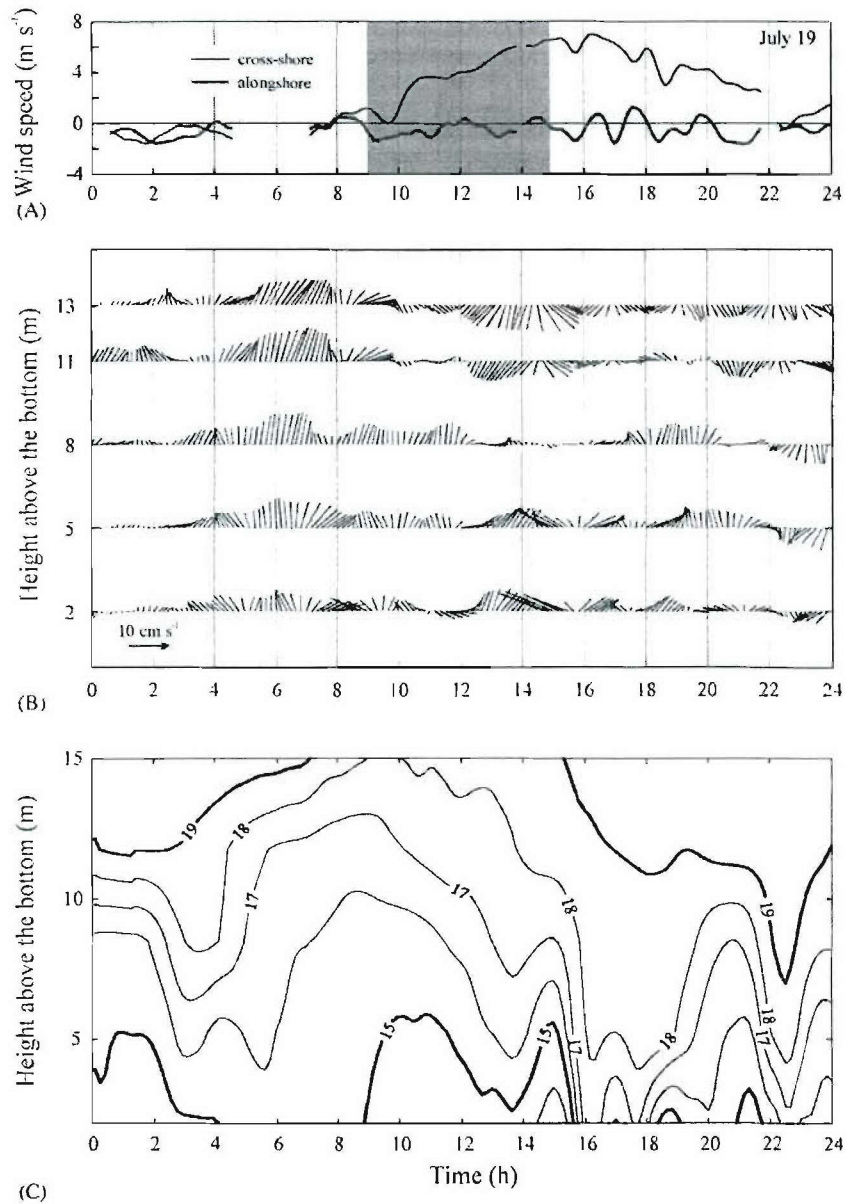 8
4
0
-4
Wind speed (m s⁻¹)
July 19
cross-shore
alongshore
0 2 4 6 8 10 12 14 16 18 20 22 24
(A)
13
11
8
5
2
Height above the bottom (m)
10 cm s⁻¹
0 2 4 6 8 10 12 14 16 18 20 22 24
(B)
15
10
5
Height above the bottom (m)
19
18
17
15
17
18
15
17
18
19
18
17
0 2 4 6 8 10 12 14 16 18 20 22 24
Time (h)
(C)